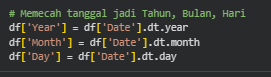 # Memecah tanggal jadi Tahun, Bulan, Hari
df['Year'] = df['Date'].dt.year
df['Month'] = df['Date'].dt.month
df['Day'] = df['Date'].dt.day